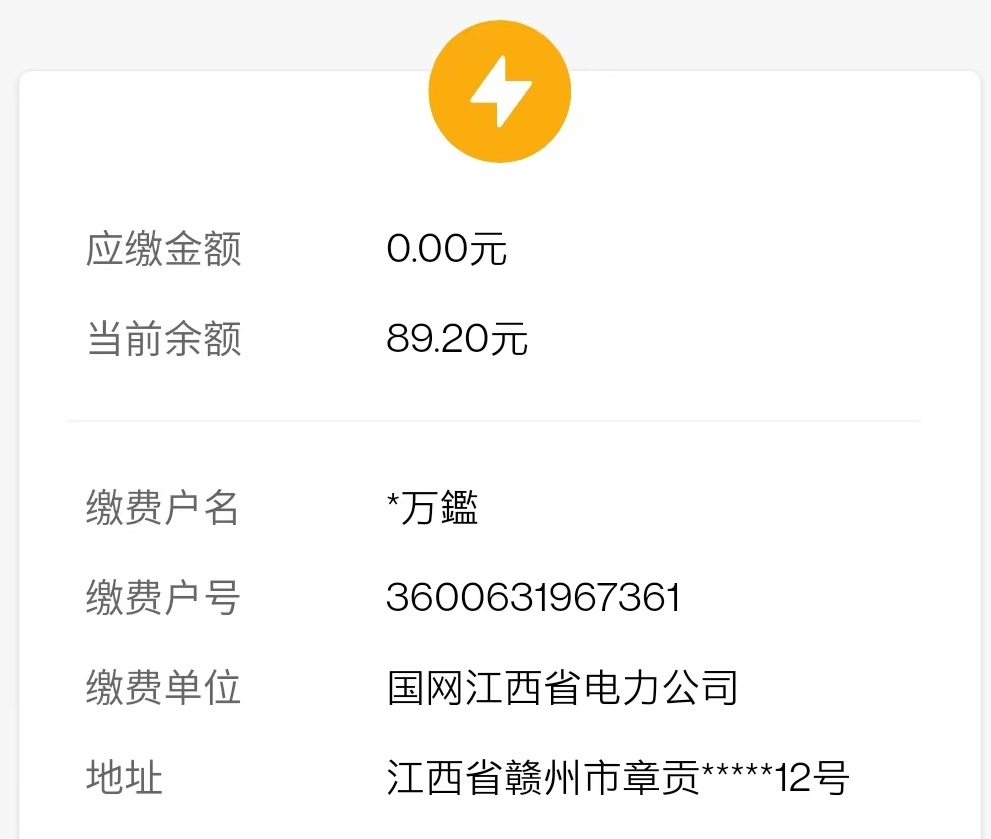 应缴金额 0.00元
当前余额 89.20元
缴费户名 *万鑑
缴费户号 3600631967361
缴费单位 国网江西省电力公司
地址 江西省赣州市章贡*****12号